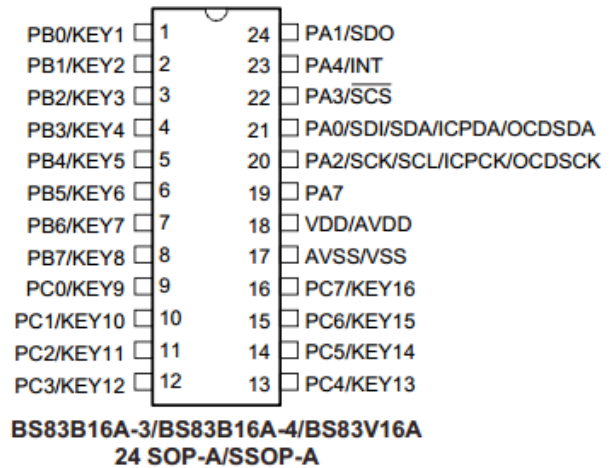 PB0/KEY1 1 24 PA1/SDO
PB1/KEY2 2 23 PA4/INT
PB2/KEY3 3 22 PA3/SCS
PB3/KEY4 4 21 PA0/SDI/SDA/ICPDA/OCDSDA
PB4/KEY5 5 20 PA2/SCK/SCL/ICPCK/OCDSCK
PB5/KEY6 6 19 PA7
PB6/KEY7 7 18 VDD/AVDD
PB7/KEY8 8 17 AVSS/VSS
PC0/KEY9 9 16 PC7/KEY16
PC1/KEY10 10 15 PC6/KEY15
PC2/KEY11 11 14 PC5/KEY14
PC3/KEY12 12 13 PC4/KEY13
BS83B16A-3/BS83B16A-4/BS83V16A
24 SOP-A/SSOP-A